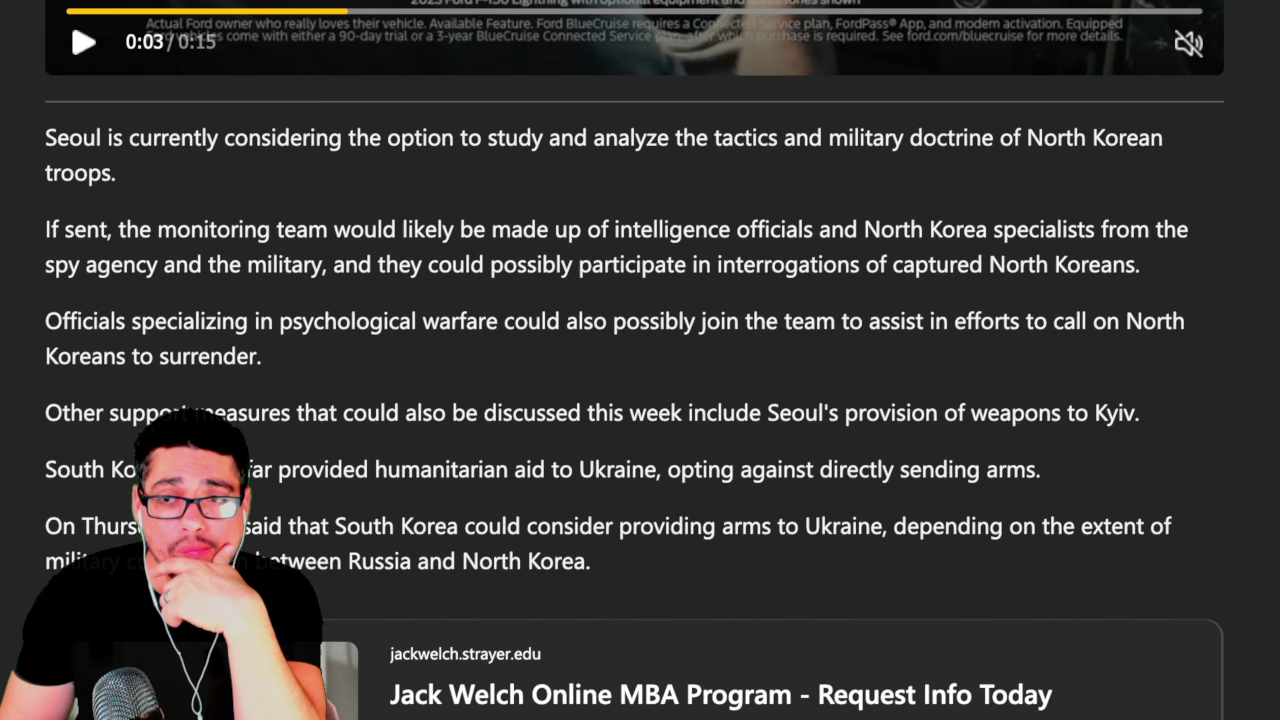 2023 Ford F-150 Lightning with optional equipment and accessories shown
Actual Ford owner who really loves their vehicle. Available Feature. Ford BlueCruise requires a Connected Service plan, FordPass® App, and modem activation. Equipped
vehicles come with either a 90-day trial or a 3-year BlueCruise Connected Service plan, after which purchase is required. See ford.com/bluecruise for more details.
0:03 / 0:15
Seoul is currently considering the option to study and analyze the tactics and military doctrine of North Korean
troops.
If sent, the monitoring team would likely be made up of intelligence officials and North Korea specialists from the
spy agency and the military, and they could possibly participate in interrogations of captured North Koreans.
Officials specializing in psychological warfare could also possibly join the team to assist in efforts to call on North
Koreans to surrender.
Other support measures that could also be discussed this week include Seoul's provision of weapons to Kyiv.
South far provided humanitarian aid to Ukraine, opting against directly sending arms.
On said that South Korea could consider providing arms to Ukraine, depending on the extent of
military between Russia and North Korea.
jackwelch.strayer.edu
Jack Welch Online MBA Program - Request Info Today